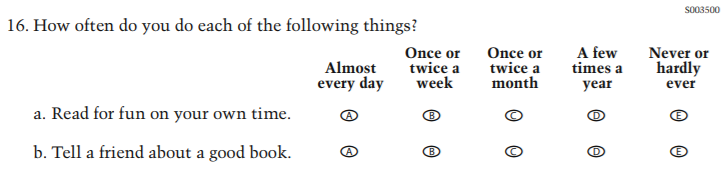 S003500
16. How often do you do each of the following things?
Almost every day
Once or twice a week
Once or twice a month
A few times a year
Never or hardly ever
a. Read for fun on your own time. A B C D E
b. Tell a friend about a good book. A B C D E